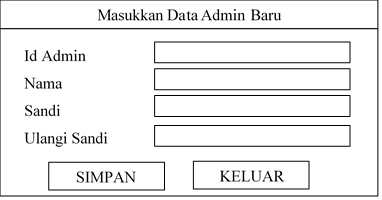 Masukkan Data Admin Baru
Id Admin
Nama
Sandi
Ulangi Sandi
SIMPAN KELUAR